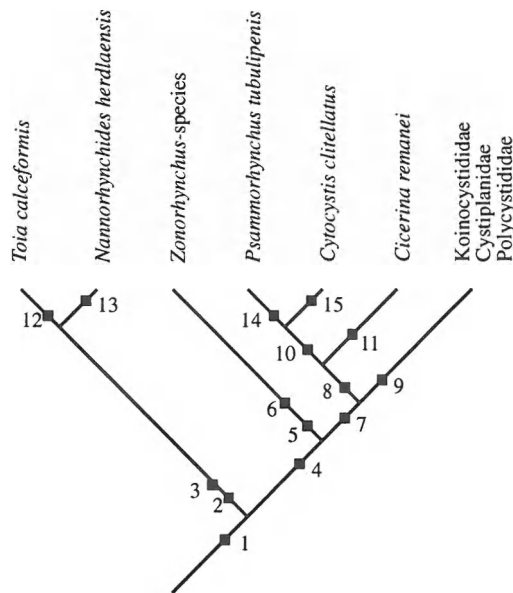 Toia calceformis
Nannorhynchides herdlaensis
Zonorhynchus-species
Psammorhynchus tubulipenis
Cytocystis clitellatus
Cicerina remanei
Koinocystididae
Cystiplanidae
Polycystididae
12
13
14
15
10
11
8
9
6
5
7
4
3
2
1